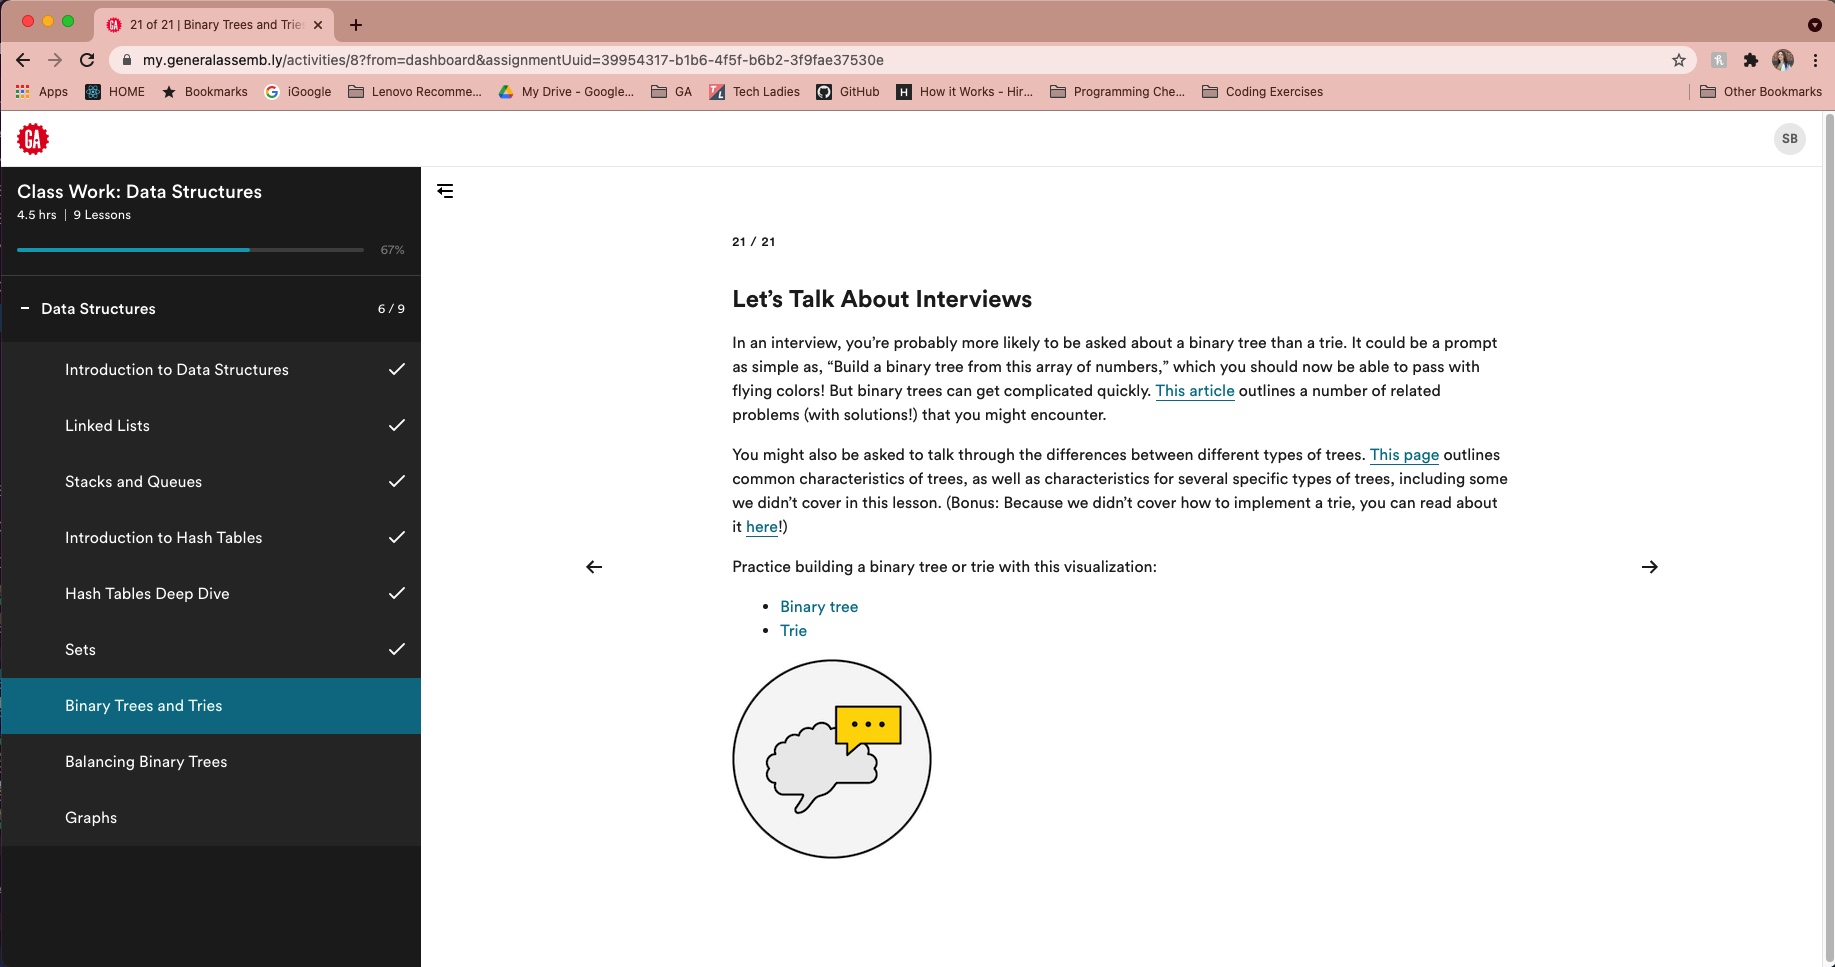 21 of 21 | Binary Trees and Trie
my.generalassemb.ly/activities/8?from=dashboard&assignmentUuid=39954317-b1b6-4f5f-b6b2-3f9fae37530e
Apps HOME Bookmarks iGoogle Lenovo Recomme... My Drive - Google... GA Tech Ladies GitHub How it Works - Hir... Programming Che... Coding Exercises Other Bookmarks
GA
SB
Class Work: Data Structures
4.5 hrs | 9 Lessons
67%
Data Structures 6 / 9
Introduction to Data Structures
Linked Lists
Stacks and Queues
Introduction to Hash Tables
Hash Tables Deep Dive
Sets
Binary Trees and Tries
Balancing Binary Trees
Graphs
21 / 21
Let’s Talk About Interviews
In an interview, you’re probably more likely to be asked about a binary tree than a trie. It could be a prompt
as simple as, “Build a binary tree from this array of numbers,” which you should now be able to pass with
flying colors! But binary trees can get complicated quickly. This article outlines a number of related
problems (with solutions!) that you might encounter.
You might also be asked to talk through the differences between different types of trees. This page outlines
common characteristics of trees, as well as characteristics for several specific types of trees, including some
we didn’t cover in this lesson. (Bonus: Because we didn’t cover how to implement a trie, you can read about
it here!)
Practice building a binary tree or trie with this visualization:
• Binary tree
• Trie